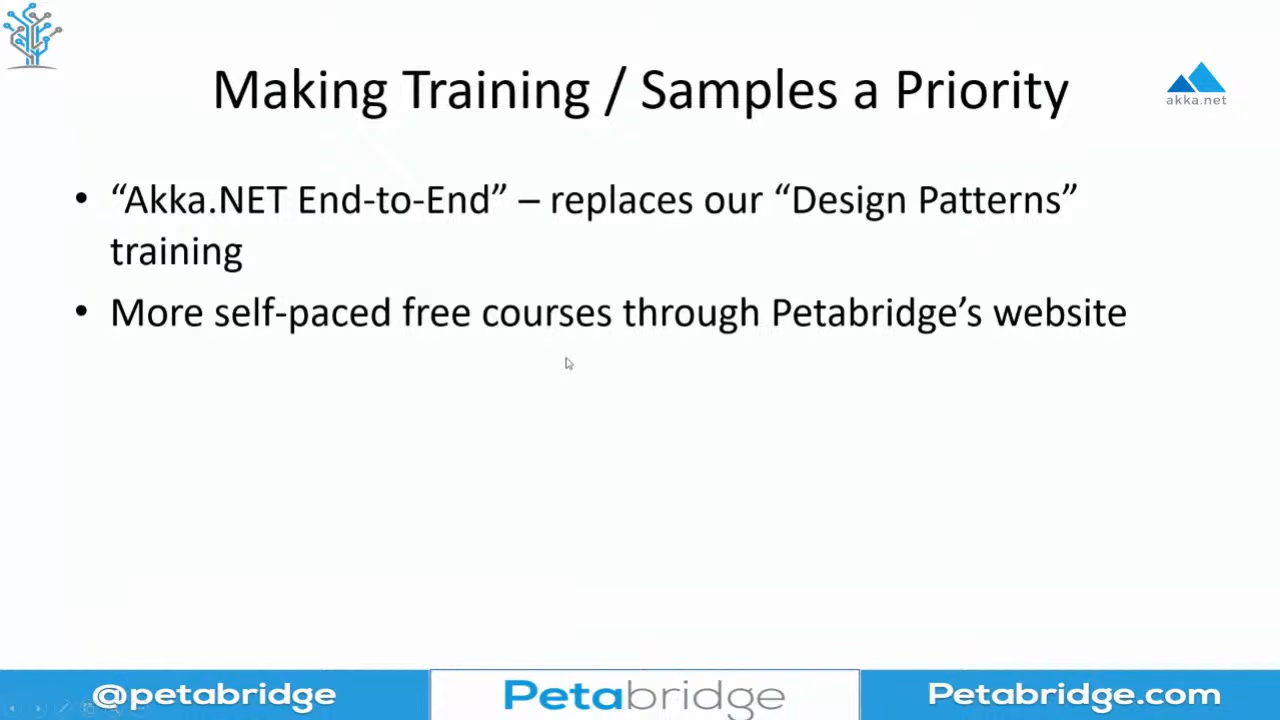 Making Training / Samples a Priority
akka.net
• “Akka.NET End-to-End” – replaces our “Design Patterns”
training
• More self-paced free courses through Petabridge’s website
@petabridge
Petabridge
Petabridge.com